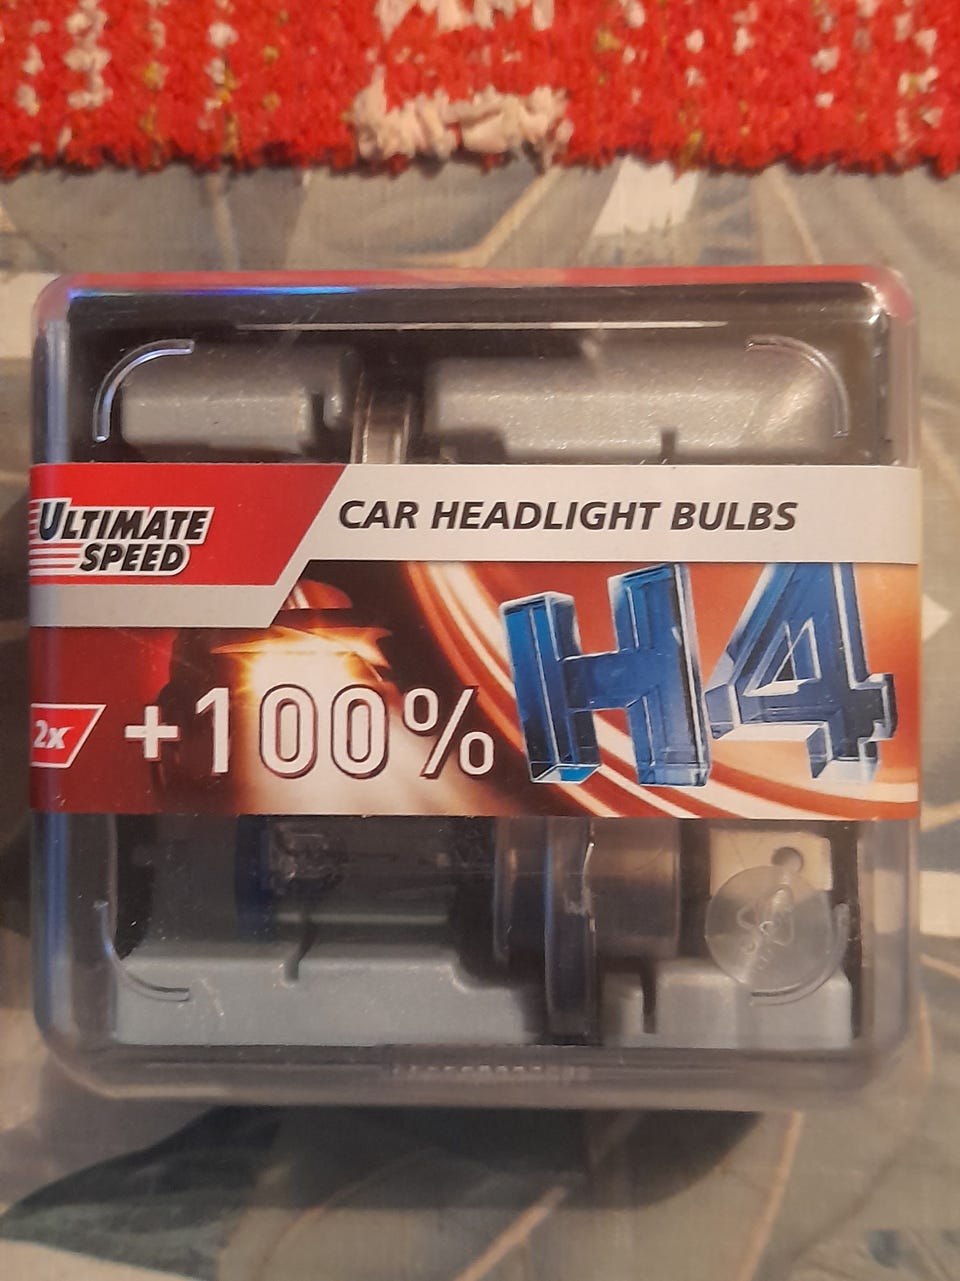 ULTIMATE
SPEED
CAR HEADLIGHT BULBS
H4
2x
+100%